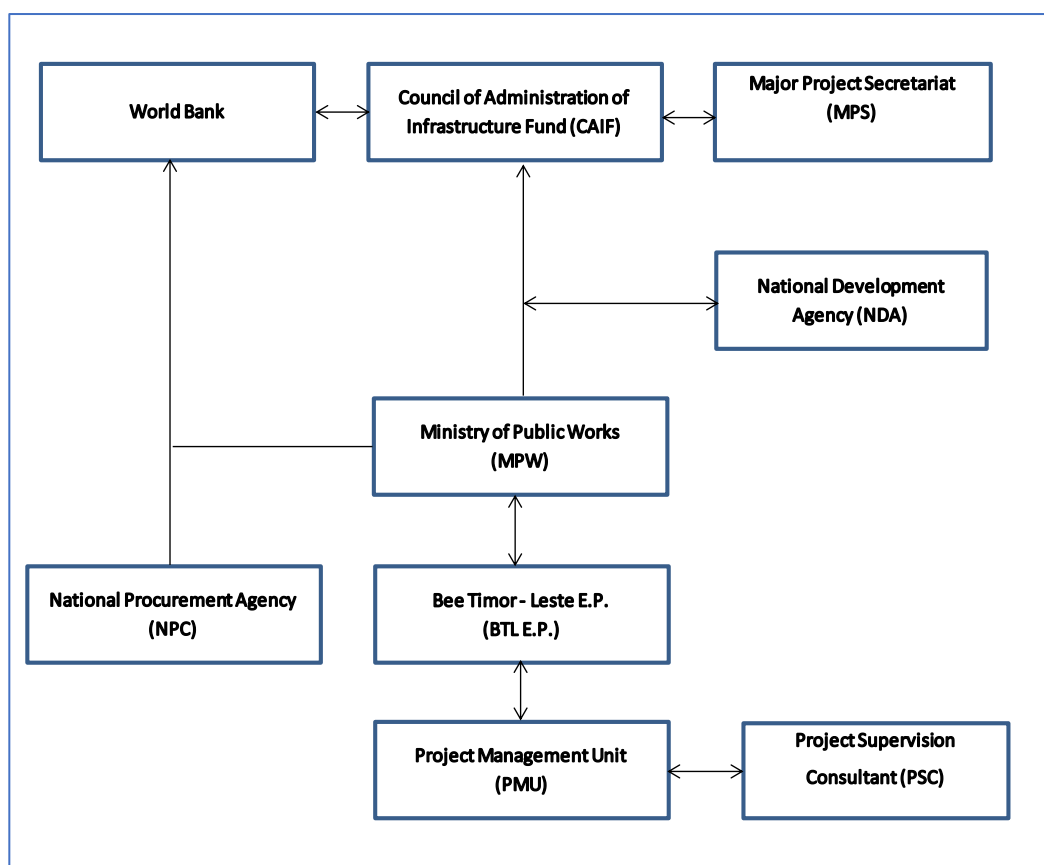 World Bank
Council of Administration of
Infrastructure Fund (CAIF)
Major Project Secretariat
(MPS)
National Development
Agency (NDA)
Ministry of Public Works
(MPW)
National Procurement Agency
(NPC)
Bee Timor - Leste E.P.
(BTL E.P.)
Project Management Unit
(PMU)
Project Supervision
Consultant (PSC)